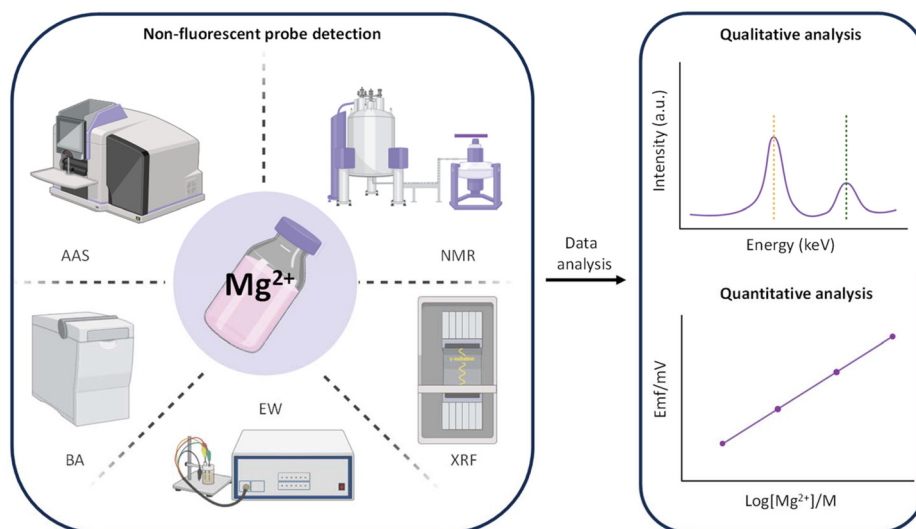 Non-fluorescent probe detection
AAS
NMR
Mg²⁺
BA
EW
XRF
γ-radiation
Data
analysis
Qualitative analysis
Intensity (a.u.)
Energy (keV)
Quantitative analysis
Emf/mV
Log[Mg²⁺]/M